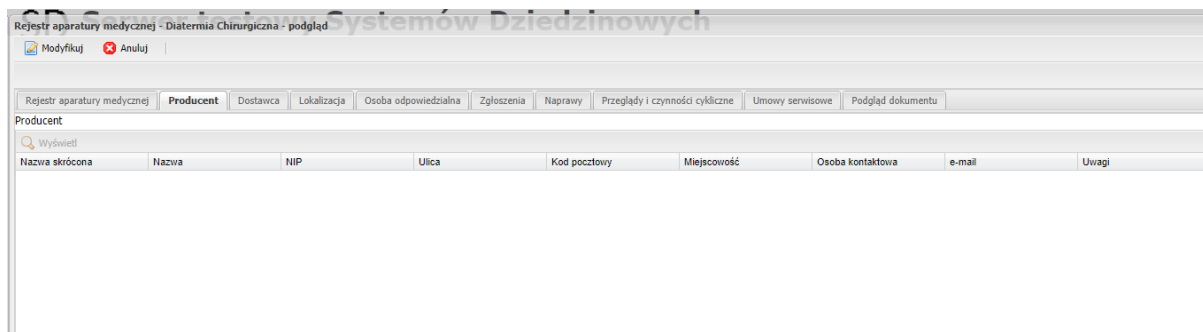 Serwer testowy Systemów Dziedzinowych
Rejestr aparatury medycznej - Diatermia Chirurgiczna - podgląd
Modyfikuj Anuluj
Rejestr aparatury medycznej Producent Dostawca Lokalizacja Osoba odpowiedzialna Zgłoszenia Naprawy Przeglądy i czynności cykliczne Umowy serwisowe Podgląd dokumentu
Producent
Wyświetl
Nazwa skrócona Nazwa NIP Ulica Kod pocztowy Miejscowość Osoba kontaktowa e-mail Uwagi